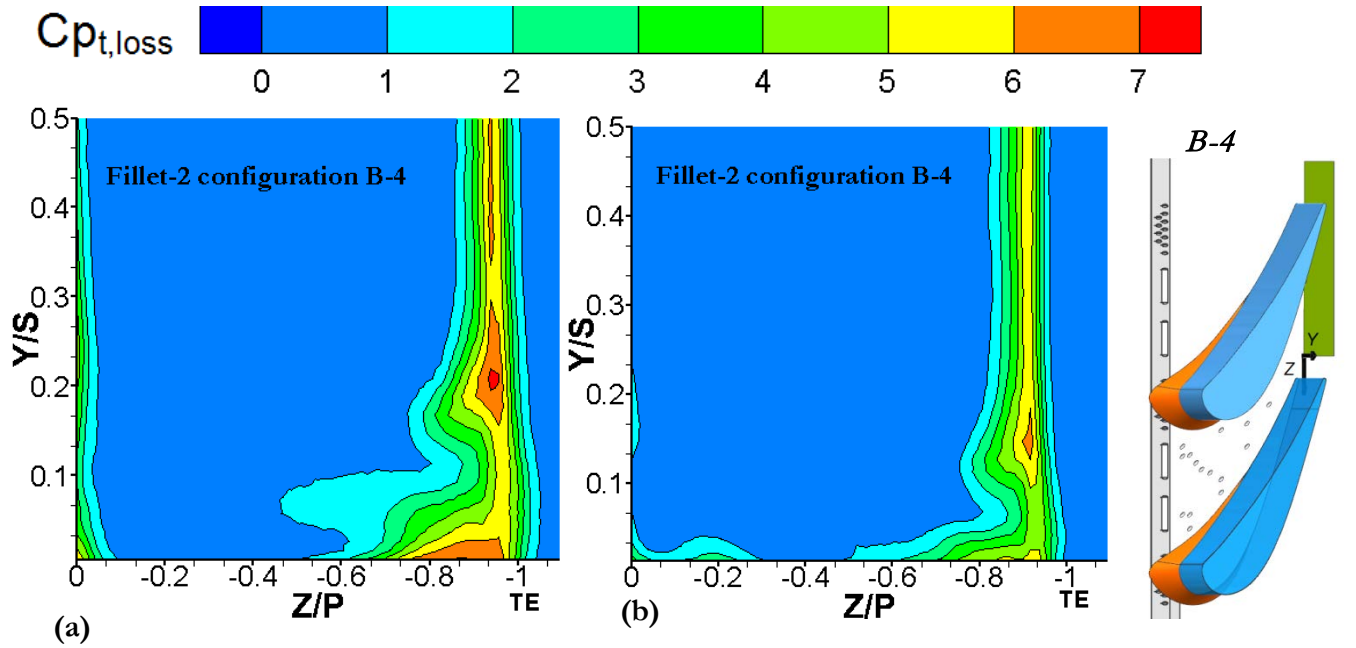 Cpt,loss
0 1 2 3 4 5 6 7
0.5
0.4
0.3
0.2
0.1
Y/S
Fillet-2 configuration B-4
0 -0.2 -0.4 -0.6 -0.8 -1
Z/P
TE
(a)
0.5
0.4
0.3
0.2
0.1
Y/S
Fillet-2 configuration B-4
0 -0.2 -0.4 -0.6 -0.8 -1
Z/P
TE
(b)
B-4
Y
Z